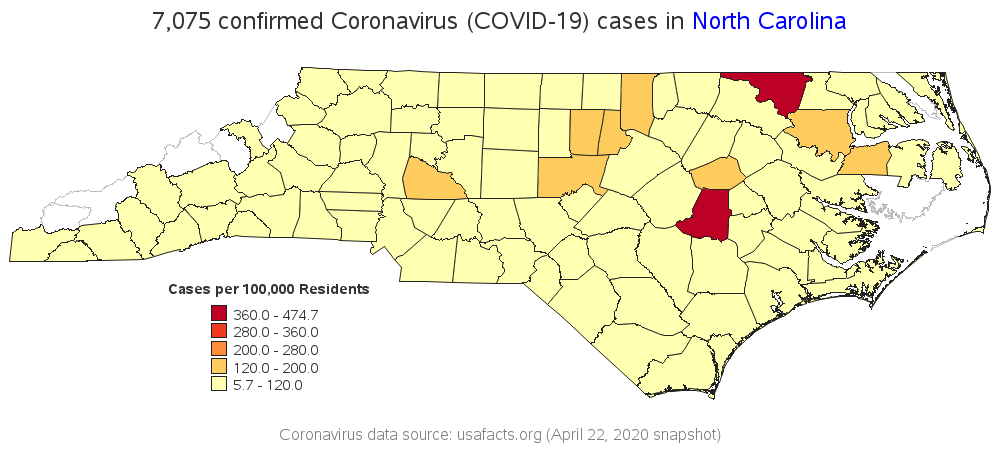 7,075 confirmed Coronavirus (COVID-19) cases in North Carolina
Cases per 100,000 Residents
360.0 - 474.7
280.0 - 360.0
200.0 - 280.0
120.0 - 200.0
5.7 - 120.0
Coronavirus data source: usafacts.org (April 22, 2020 snapshot)